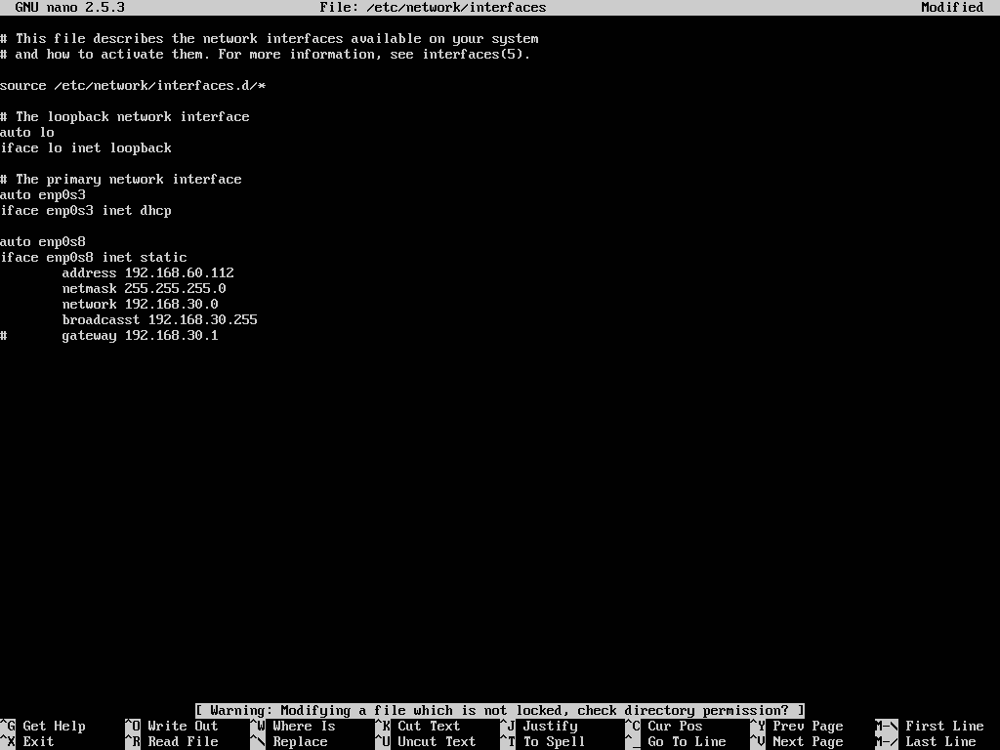 GNU nano 2.5.3 File: /etc/network/interfaces Modified
# This file describes the network interfaces available on your system
# and how to activate them. For more information, see interfaces(5).
source /etc/network/interfaces.d/*
# The loopback network interface
auto lo
iface lo inet loopback
# The primary network interface
auto enp0s3
iface enp0s3 inet dhcp
auto enp0s8
iface enp0s8 inet static
address 192.168.60.112
netmask 255.255.255.0
network 192.168.30.0
broadcasst 192.168.30.255
# gateway 192.168.30.1
[ Warning: Modifying a file which is not locked, check directory permission? ]
^G Get Help ^O Write Out ^W Where Is ^K Cut Text ^J Justify ^C Cur Pos ^Y Prev Page M-\ First Line
^X Exit ^R Read File ^\ Replace ^U Uncut Text ^T To Spell ^_ Go To Line ^V Next Page M-/ Last Line